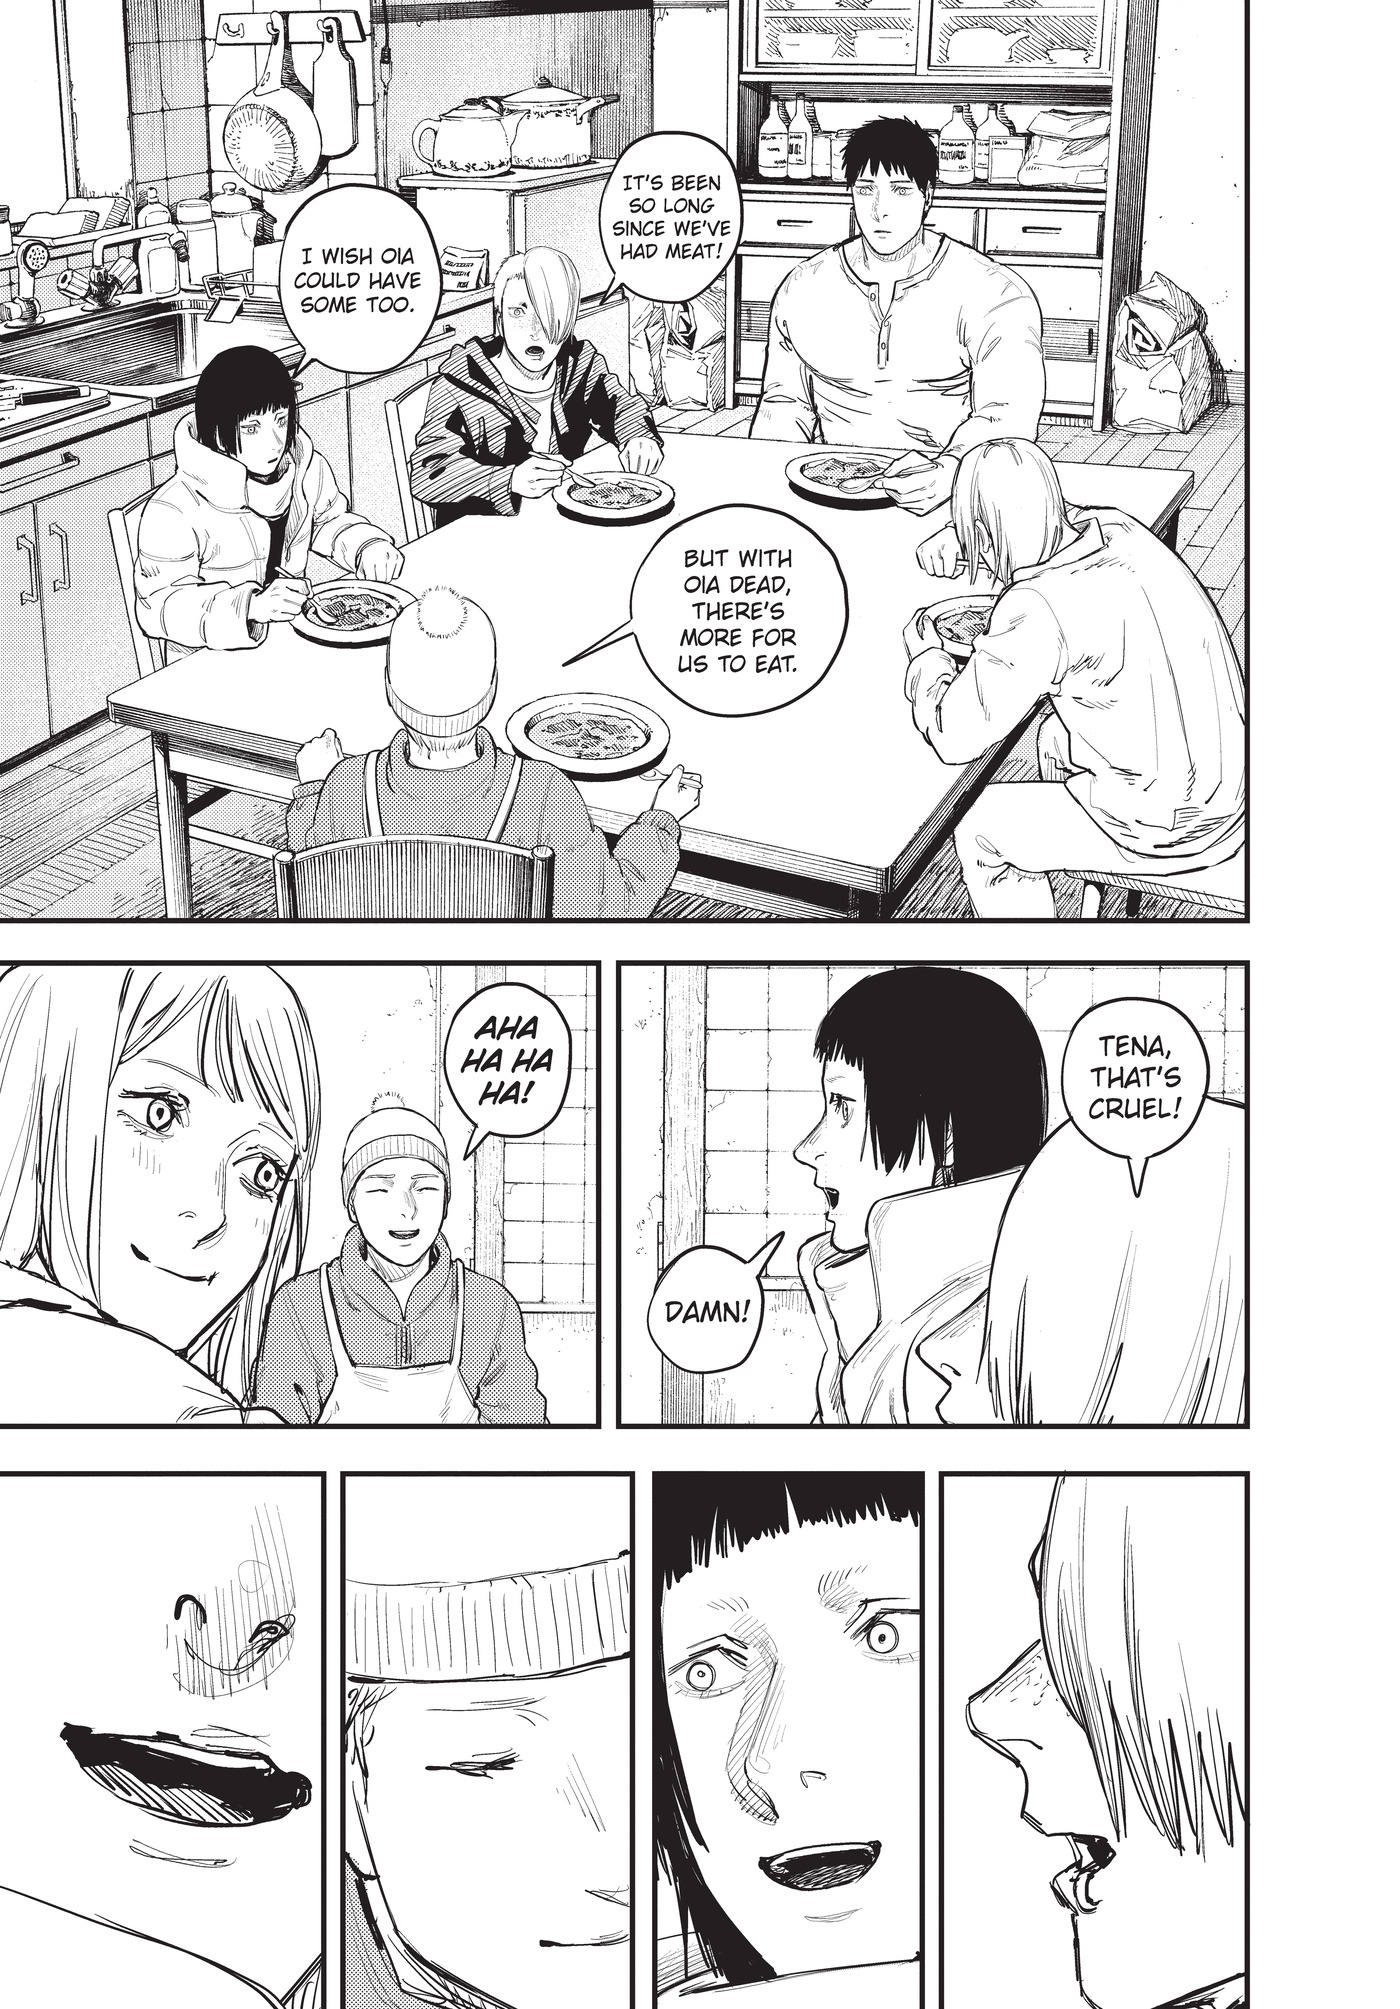 IT'S BEEN
SO LONG
SINCE WE'VE
HAD MEAT!
I WISH OIA
COULD HAVE
SOME TOO.
BUT WITH
OIA DEAD,
THERE'S
MORE FOR
US TO EAT.
TENA,
THAT'S
CRUEL!
DAMN!
AHA
HA HA
HA!